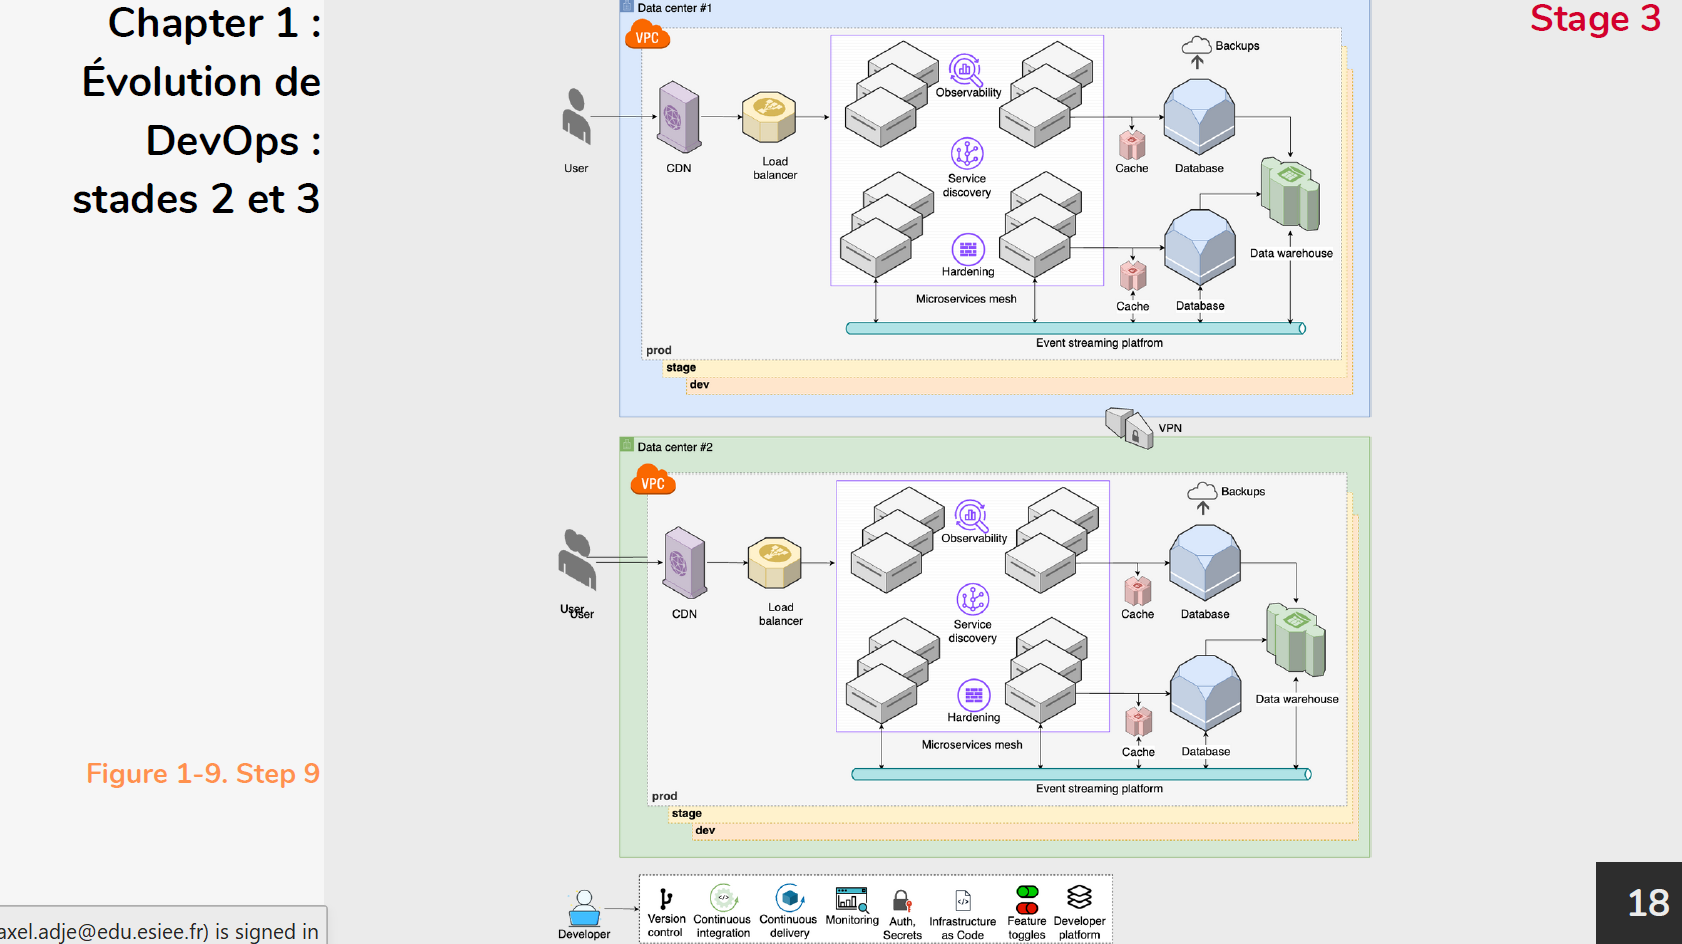 Chapter 1 :
Évolution de
DevOps :
stades 2 et 3
Figure 1-9. Step 9
Stage 3
Data center #1
VPC
User
CDN
Load
balancer
Observability
Service
discovery
Hardening
Microservices mesh
Backups
Cache
Database
Cache
Database
Data warehouse
Event streaming platfrom
prod
stage
dev
VPN
Data center #2
VPC
User
User
CDN
Load
balancer
Observability
Service
discovery
Hardening
Microservices mesh
Backups
Cache
Database
Cache
Database
Data warehouse
Event streaming platform
prod
stage
dev
Developer
Version
control
Continuous
integration
Continuous
delivery
Monitoring
Auth,
Secrets
Infrastructure
as Code
Feature
toggles
Developer
platform
18
axel.adje@edu.esiee.fr) is signed in